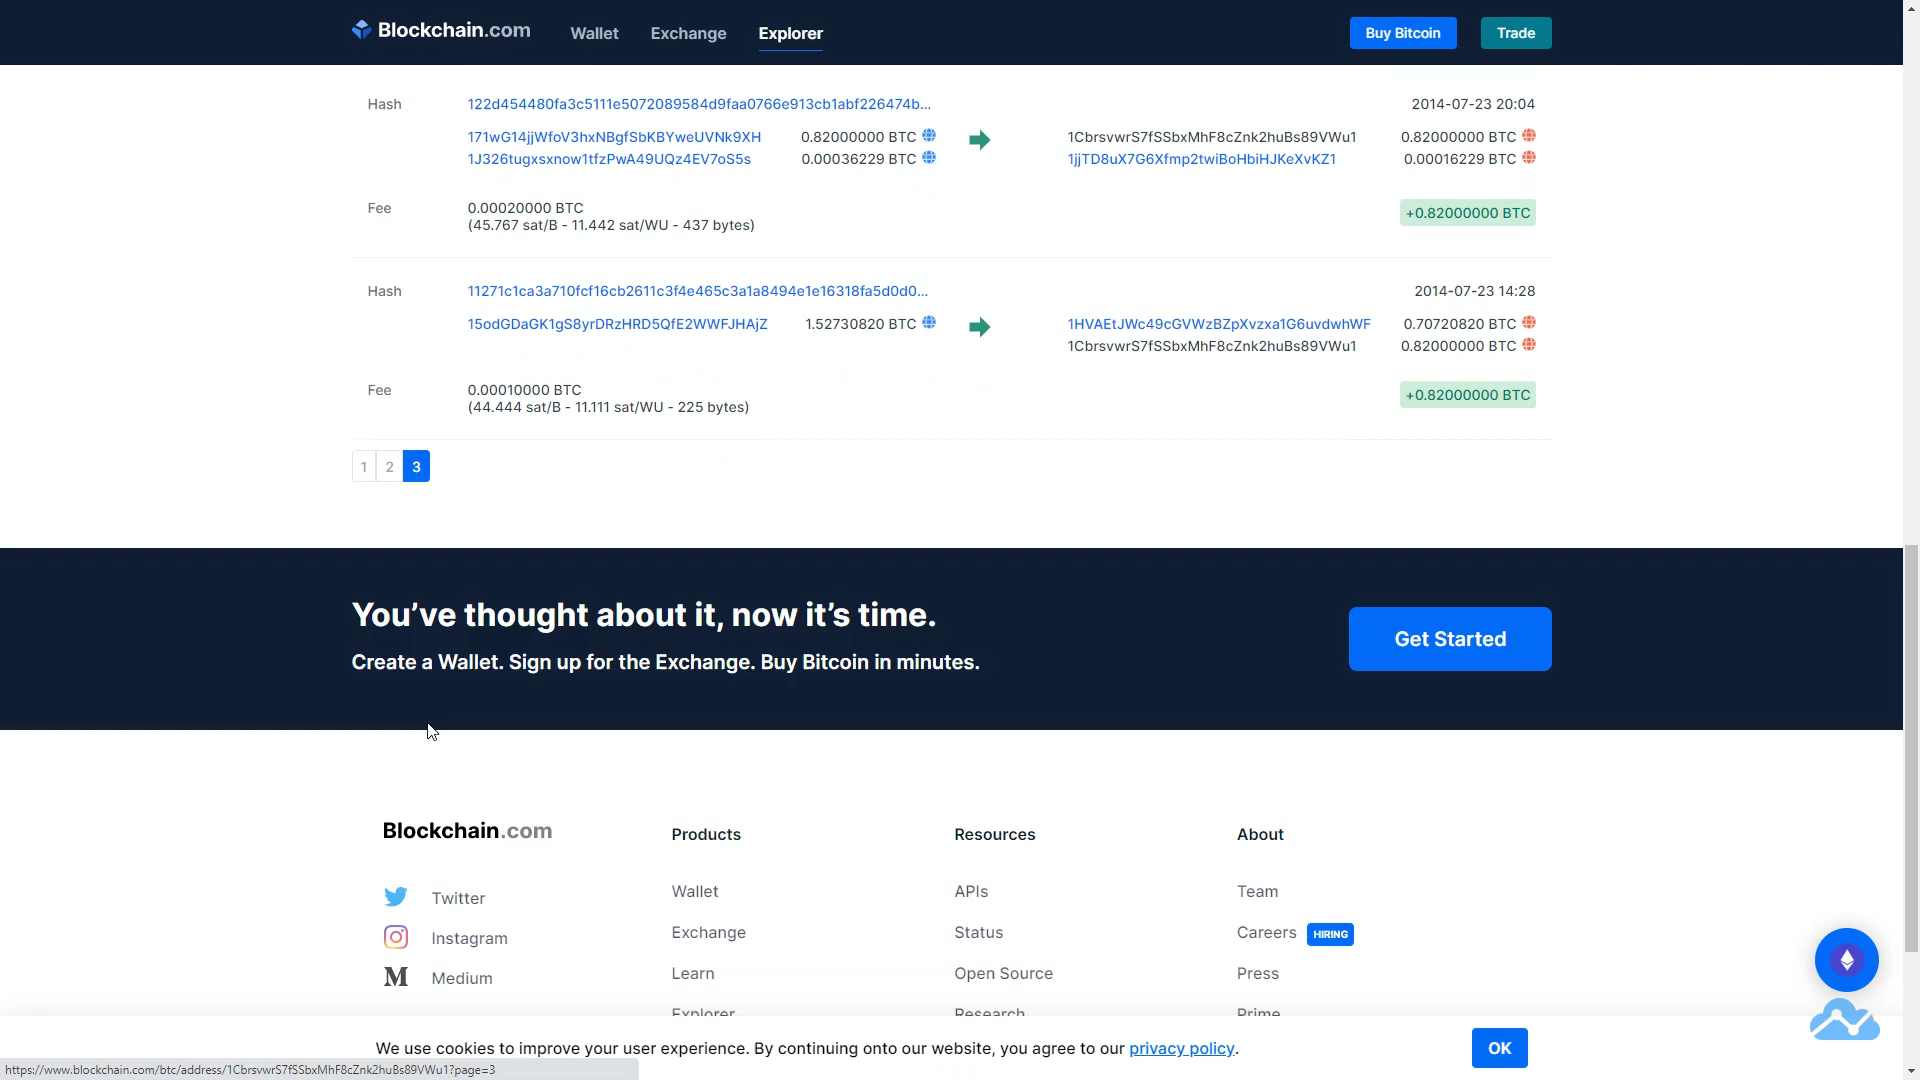 Blockchain.com Wallet Exchange Explorer Buy Bitcoin Trade
Hash 122d454480fa3c5111e5072089584d9faa0766e913cb1abf226474b... 2014-07-23 20:04
171wG14jjWfoV3hxNBgfSbKBYweUVNk9XH 0.82000000 BTC 1CbrsvwrS7fSSbxMhF8cZnk2huBs89VWu1 0.82000000 BTC
1J326tugxsxnow1tfzPwA49UQz4EV7oS5s 0.00036229 BTC 1jjTD8uX7G6Xfmp2twiBoHbiHJKeXvKZ1 0.00016229 BTC
Fee 0.00020000 BTC +0.82000000 BTC
(45.767 sat/B - 11.442 sat/WU - 437 bytes)
Hash 11271c1ca3a710fcf16cb2611c3f4e465c3a1a8494e1e16318fa5d0d0... 2014-07-23 14:28
15odGDaGK1gS8yrDRzHRD5QfE2WWFJHAjZ 1.52730820 BTC 1HVAEtJWc49cGVWzBZpXvzxa1G6uvdwhWF 0.70720820 BTC
1CbrsvwrS7fSSbxMhF8cZnk2huBs89VWu1 0.82000000 BTC
Fee 0.00010000 BTC +0.82000000 BTC
(44.444 sat/B - 11.111 sat/WU - 225 bytes)
1 2 3
You’ve thought about it, now it’s time.
Create a Wallet. Sign up for the Exchange. Buy Bitcoin in minutes.
Get Started
Blockchain.com Products Resources About
Twitter Wallet APIs Team
Instagram Exchange Status Careers HIRING
Medium Learn Open Source Press
Explorer Research Prime
We use cookies to improve your user experience. By continuing onto our website, you agree to our privacy policy. OK
https://www.blockchain.com/btc/address/1CbrsvwrS7fSSbxMhF8cZnk2huBs89VWu1?page=3